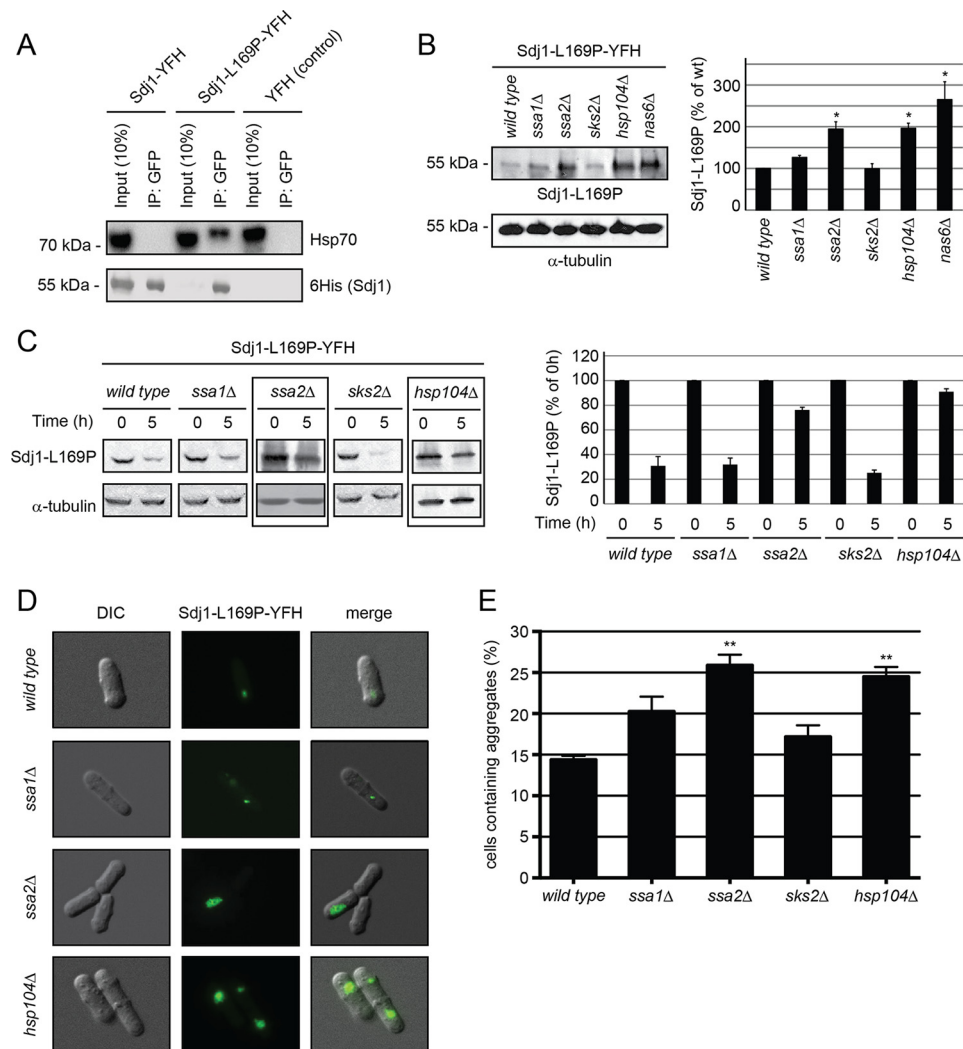 A
Sdj1-YFH
Sdj1-L169P-YFH
YFH (control)
Input (10%)
IP: GFP
Input (10%)
IP: GFP
Input (10%)
IP: GFP
70 kDa -
Hsp70
55 kDa -
6His (Sdj1)
B
Sdj1-L169P-YFH
wild type
ssa1Δ
ssa2Δ
sks2Δ
hsp104Δ
nas6Δ
55 kDa -
Sdj1-L169P
55 kDa -
α-tubulin
Sdj1-L169P (% of wt)
300
200
100
0
*
*
*
wild type
ssa1Δ
ssa2Δ
sks2Δ
hsp104Δ
nas6Δ
C
Sdj1-L169P-YFH
wild type ssa1Δ ssa2Δ sks2Δ hsp104Δ
Time (h) 0 5 0 5 0 5 0 5 0 5
Sdj1-L169P
α-tubulin
Sdj1-L169P (% of 0h)
120
100
80
60
40
20
0
Time (h) 0 5 0 5 0 5 0 5 0 5
wild type ssa1Δ ssa2Δ sks2Δ hsp104Δ
D
DIC Sdj1-L169P-YFH merge
wild type
ssa1Δ
ssa2Δ
hsp104Δ
E
cells containing aggregates (%)
30
25
20
15
10
5
0
**
**
wild type ssa1Δ ssa2Δ sks2Δ hsp104Δ